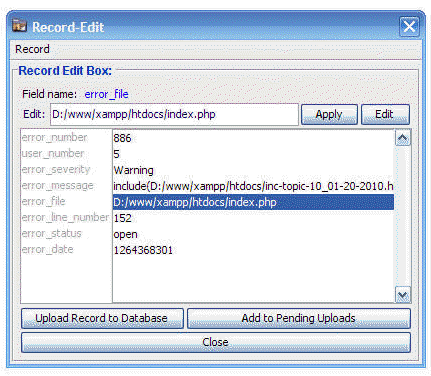 Record-Edit
Record
Record Edit Box:
Field name: error_file
Edit: D:/www/xampp/htdocs/index.php Apply Edit
error_number 886
user_number 5
error_severity Warning
error_message include(D:/www/xampp/htdocs/inc-topic-10_01-20-2010.h
error_file D:/www/xampp/htdocs/index.php
error_line_number 152
error_status open
error_date 1264368301
Upload Record to Database Add to Pending Uploads
Close